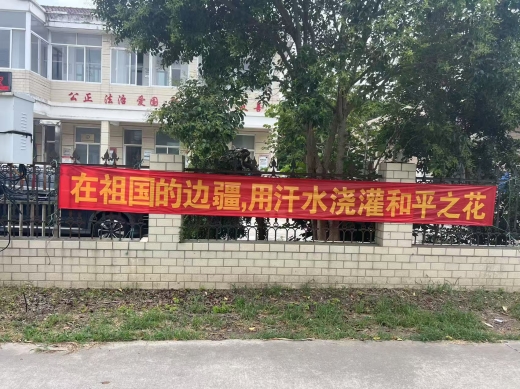 公正 法治 爱国
在祖国的边疆,用汗水浇灌和平之花